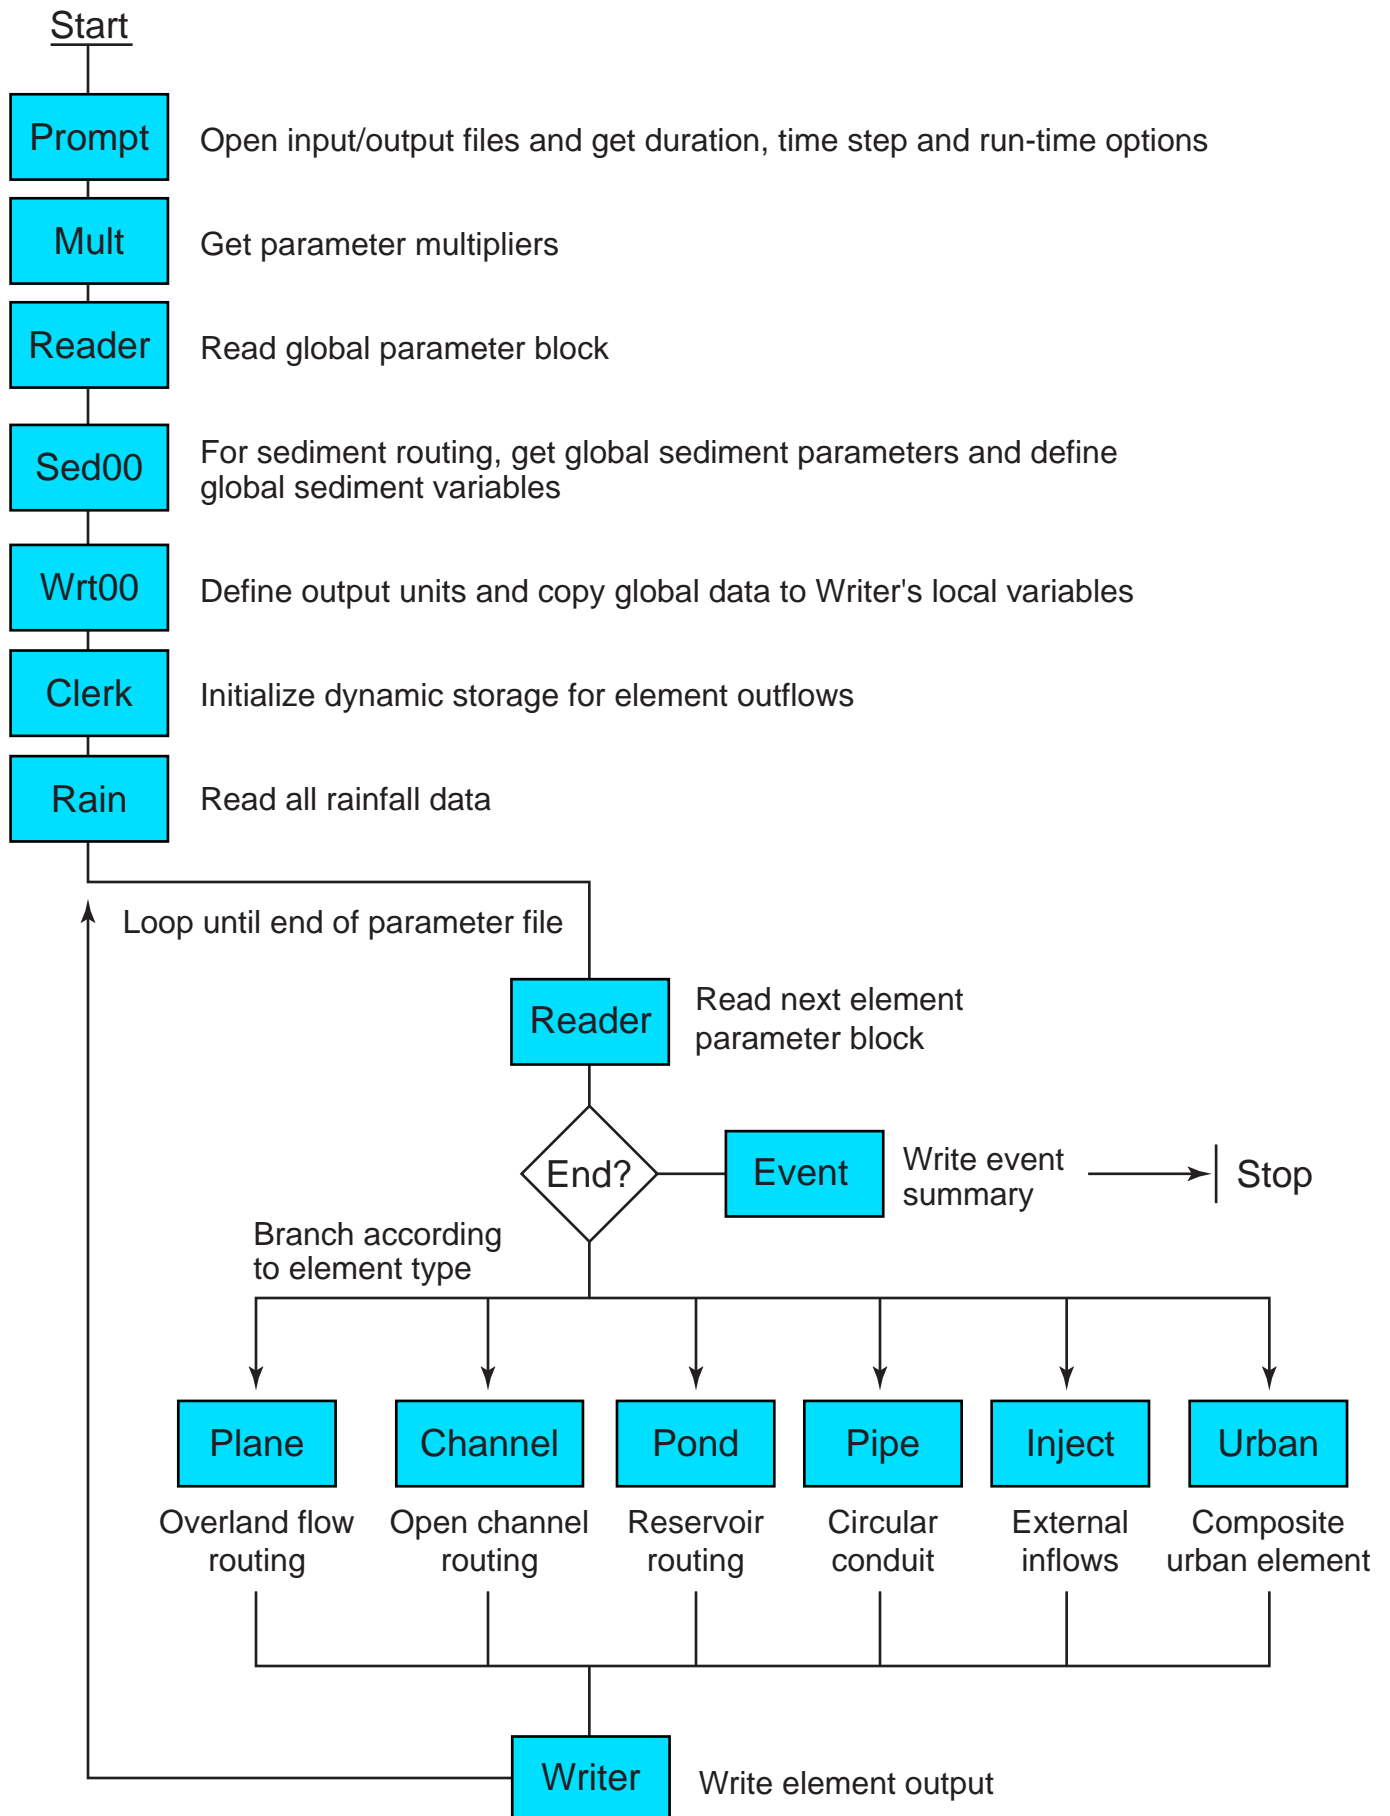 Start
Prompt
Open input/output files and get duration, time step and run-time options
Mult
Get parameter multipliers
Reader
Read global parameter block
Sed00
For sediment routing, get global sediment parameters and define
global sediment variables
Wrt00
Define output units and copy global data to Writer's local variables
Clerk
Initialize dynamic storage for element outflows
Rain
Read all rainfall data
Loop until end of parameter file
Reader
Read next element
parameter block
End?
Event
Write event
summary
Stop
Branch according
to element type
Plane
Channel
Pond
Pipe
Inject
Urban
Overland flow
routing
Open channel
routing
Reservoir
routing
Circular
conduit
External
inflows
Composite
urban element
Writer
Write element output